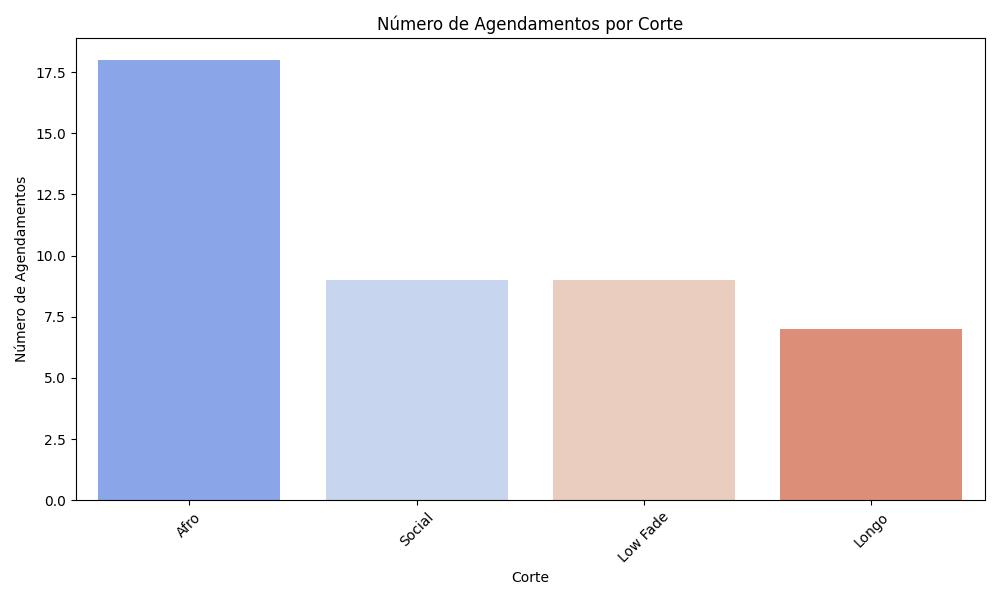 Número de Agendamentos por Corte
Número de Agendamentos
17.5
15.0
12.5
10.0
7.5
5.0
2.5
0.0
Afro
Social
Low Fade
Longo
Corte